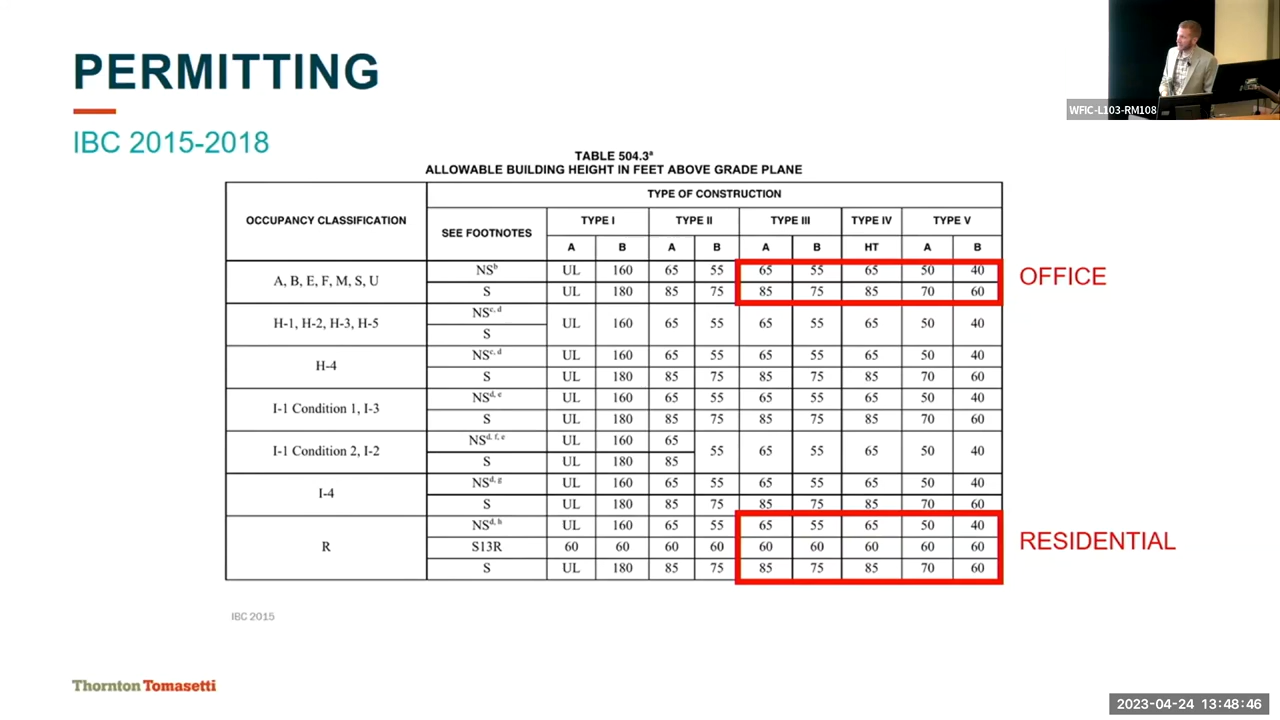 PERMITTING
WFIC-L103-RM108
IBC 2015-2018
TABLE 504.3a
ALLOWABLE BUILDING HEIGHT IN FEET ABOVE GRADE PLANE
OCCUPANCY CLASSIFICATION
TYPE OF CONSTRUCTION
SEE FOOTNOTES
TYPE I TYPE II TYPE III TYPE IV TYPE V
A B A B A B HT A B
A, B, E, F, M, S, U
NSb UL 160 65 55 65 55 65 50 40
S UL 180 85 75 85 75 85 70 60
OFFICE
H-1, H-2, H-3, H-5
NSc, d
UL 160 65 55 65 55 65 50 40
S
H-4
NSc, d UL 160 65 55 65 55 65 50 40
S UL 180 85 75 85 75 85 70 60
I-1 Condition 1, I-3
NSd, e UL 160 65 55 65 55 65 50 40
S UL 180 85 75 85 75 85 70 60
I-1 Condition 2, I-2
NSd, f, e UL 160 65
55 65 55 65 50 40
S UL 180 85
I-4
NSd, g UL 160 65 55 65 55 65 50 40
S UL 180 85 75 85 75 85 70 60
R
NSd, h UL 160 65 55 65 55 65 50 40
S13R 60 60 60 60 60 60 60 60 60
S UL 180 85 75 85 75 85 70 60
RESIDENTIAL
IBC 2015
Thornton Tomasetti
2023-04-24 13:48:46